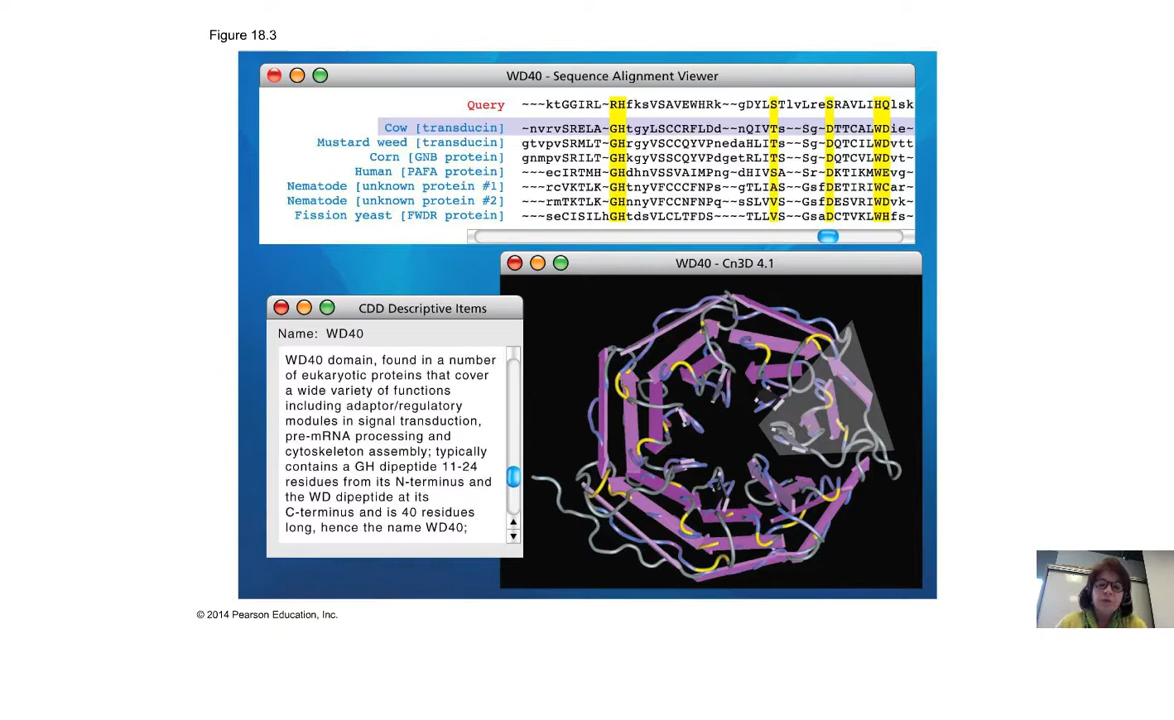 Figure 18.3
WD40 - Sequence Alignment Viewer
Query ~~~ktGGIRL~RHfksVSAVEWHRk~~gDYLSTlvLreSRAVLIHQlsk
Cow [transducin] ~nvrvSRELA~GHtgyLSCCRFLDd~~nQIVTs~~Sg~DTTCALWDie~
Mustard weed [transducin] gtvpvSRMLT~GHrgyVSCCQYVPnedaHLITs~~Sg~DQTCILWDvtt
Corn [GNB protein] gnmpvSRILT~GHkgyVSSCQYVPdgetRLITs~~Sg~DQTCVLWDvt~
Human [PAFA protein] ~~~ecIRTMH~GHdhnVSSVAIMPng~dHIVSA~~Sr~DKTIKMWEvg~
Nematode [unknown protein #1] ~~~rcVKTLK~GHtnyVFCCCFNPs~~gTLIAS~~GsfDETIRIWCar~
Nematode [unknown protein #2] ~~~rmTKTLK~GHnnyVFCCNFNPq~~sSLVVS~~GsfDESVRIWDvk~
Fission yeast [FWDR protein] ~~~seCISILhGHtdsVLCLTFDS~~~~TLLVS~~GsaDCTVKLWHfs~
WD40 - Cn3D 4.1
CDD Descriptive Items
Name: WD40
WD40 domain, found in a number
of eukaryotic proteins that cover
a wide variety of functions
including adaptor/regulatory
modules in signal transduction,
pre-mRNA processing and
cytoskeleton assembly; typically
contains a GH dipeptide 11-24
residues from its N-terminus and
the WD dipeptide at its
C-terminus and is 40 residues
long, hence the name WD40;
© 2014 Pearson Education, Inc.